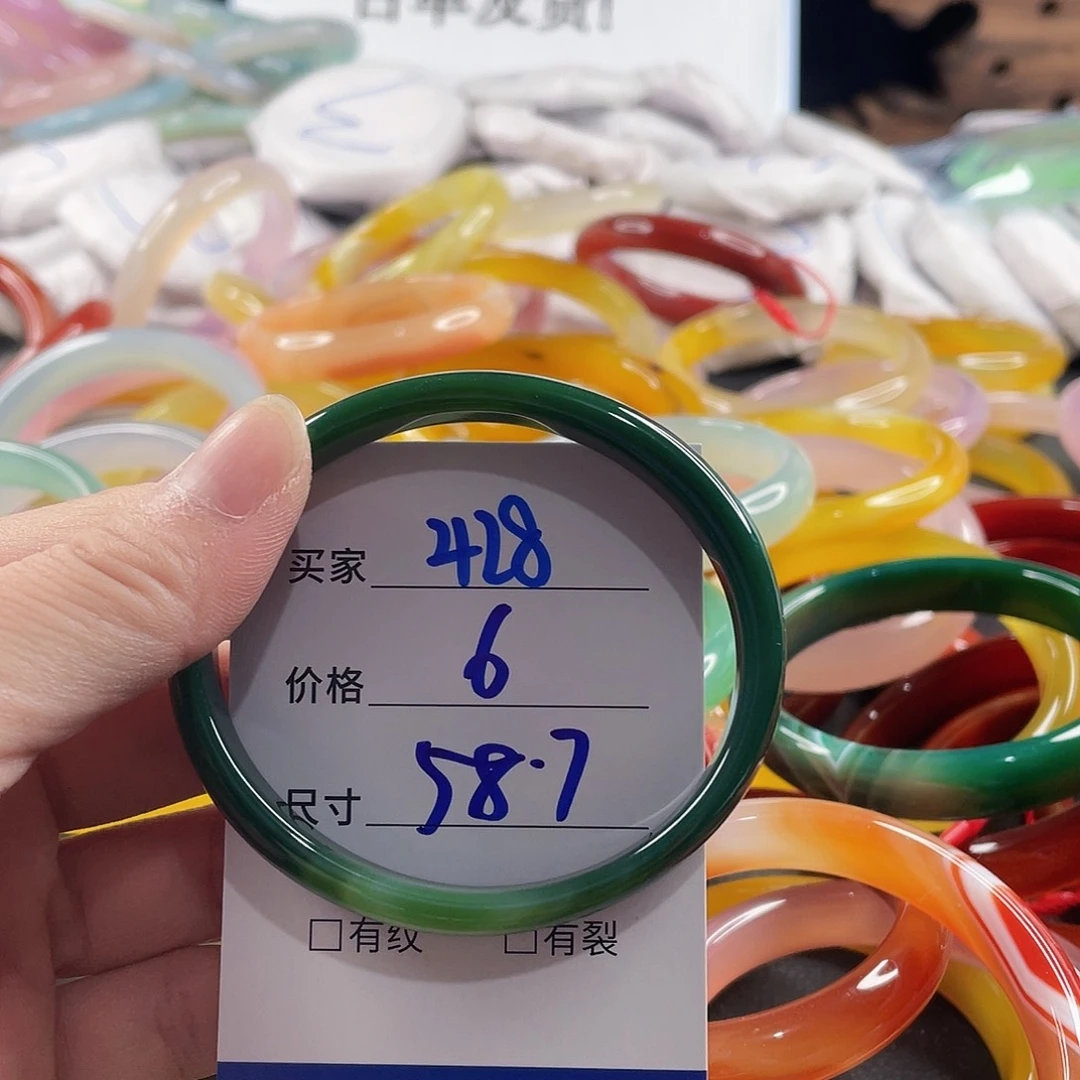 买家 428
价格 6
尺寸 58.7
□有纹 □有裂